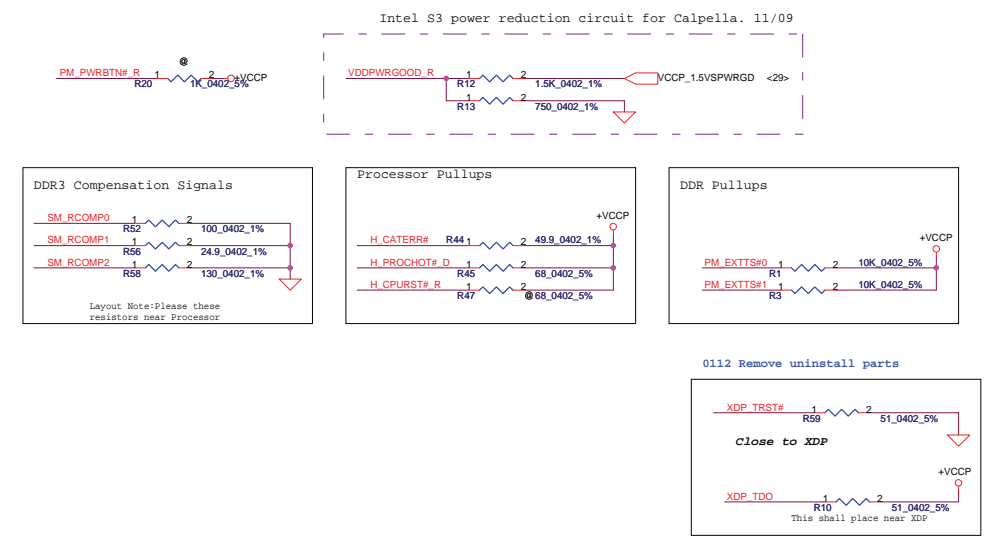 Intel S3 power reduction circuit for Calpella. 11/09
@
PM_PWRBTN#_R 1 2 +VCCP
R20 1K_0402_5%
VDDPWRGOOD_R 1 2 VCCP_1.5VSPWRGD <29>
R12 1.5K_0402_1%
1 2
R13 750_0402_1%
DDR3 Compensation Signals
SM_RCOMP0 1 2
R52 100_0402_1%
SM_RCOMP1 1 2
R56 24.9_0402_1%
SM_RCOMP2 1 2
R58 130_0402_1%
Layout Note:Please these
resistors near Processor
Processor Pullups
+VCCP
H_CATERR# R44 1 2 49.9_0402_1%
H_PROCHOT#_D 1 2
R45 68_0402_5%
H_CPURST#_R 1 2
R47 @ 68_0402_5%
DDR Pullups
+VCCP
PM_EXTTS#0 1 2 10K_0402_5%
R1
PM_EXTTS#1 1 2 10K_0402_5%
R3
0112 Remove uninstall parts
XDP_TRST# 1 2
R59 51_0402_5%
Close to XDP
+VCCP
XDP_TDO 1 2
R10 51_0402_5%
This shall place near XDP